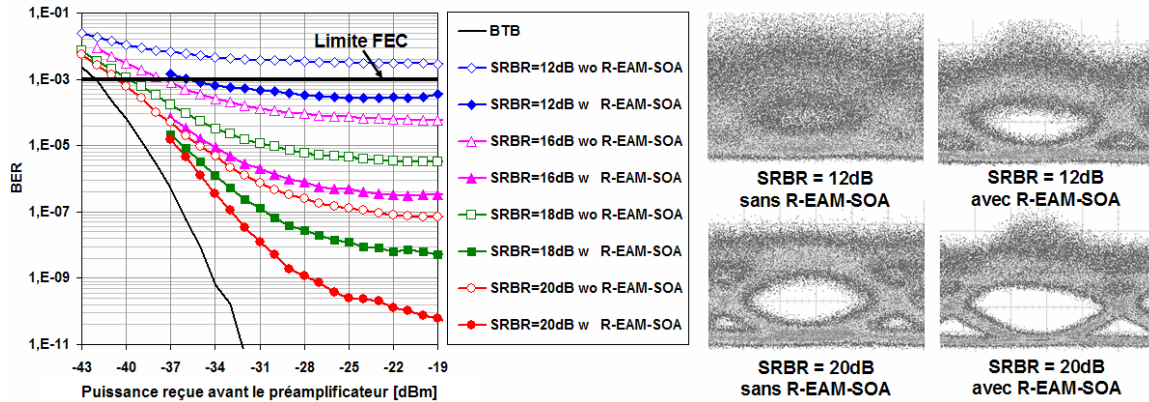 1,E-01
1,E-03
1,E-05
1,E-07
1,E-09
1,E-11
BER
-43 -40 -37 -34 -31 -28 -25 -22 -19
Puissance reçue avant le préamplificateur [dBm]
Limite FEC
BTB
SRBR=12dB wo R-EAM-SOA
SRBR=12dB w R-EAM-SOA
SRBR=16dB wo R-EAM-SOA
SRBR=16dB w R-EAM-SOA
SRBR=18dB wo R-EAM-SOA
SRBR=18dB w R-EAM-SOA
SRBR=20dB wo R-EAM-SOA
SRBR=20dB w R-EAM-SOA
SRBR = 12dB
sans R-EAM-SOA
SRBR = 12dB
avec R-EAM-SOA
SRBR = 20dB
sans R-EAM-SOA
SRBR = 20dB
avec R-EAM-SOA